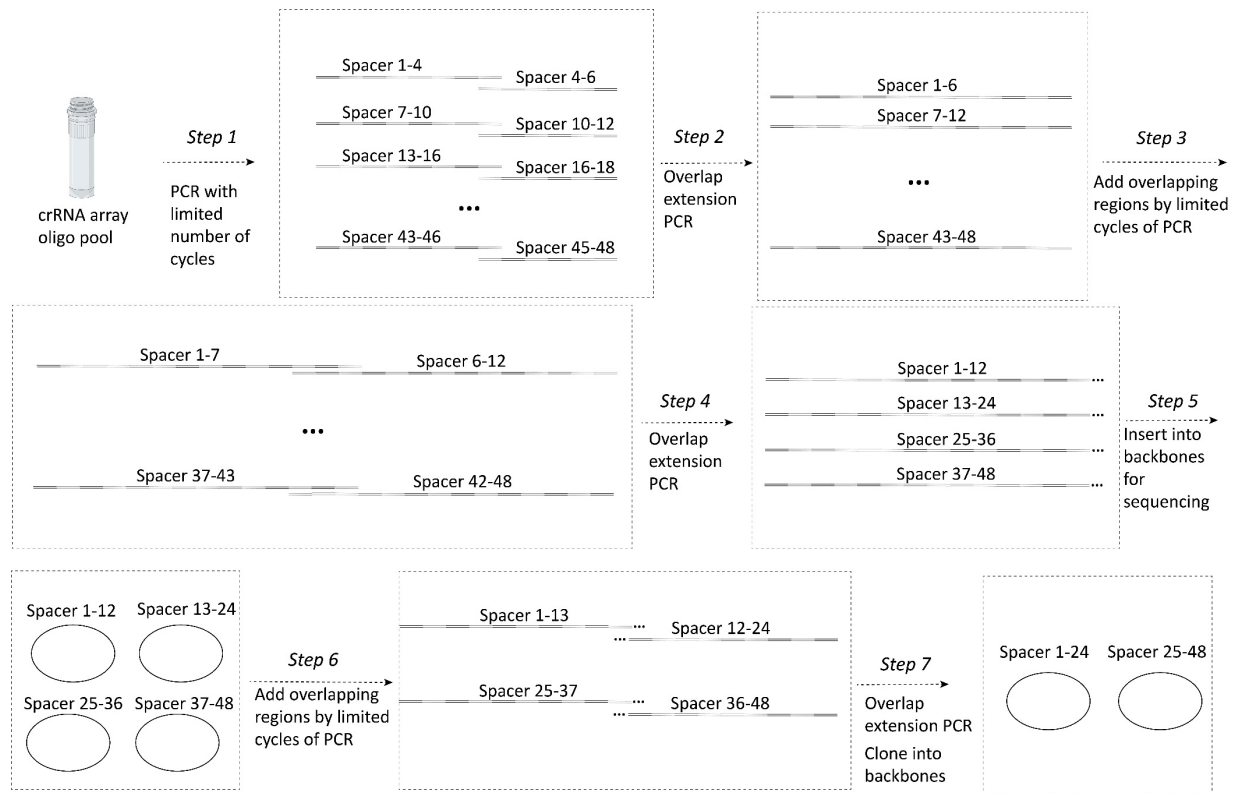 crRNA array
oligo pool
Step 1
PCR with
limited
number of
cycles
Spacer 1-4
Spacer 4-6
Spacer 7-10
Spacer 10-12
Spacer 13-16
Spacer 16-18
...
Spacer 43-46
Spacer 45-48
Step 2
Overlap
extension
PCR
Spacer 1-6
Spacer 7-12
...
Spacer 43-48
Step 3
Add overlapping
regions by limited
cycles of PCR
Spacer 1-7
Spacer 6-12
...
Spacer 37-43
Spacer 42-48
Step 4
Overlap
extension
PCR
Spacer 1-12
...
Spacer 13-24
...
Spacer 25-36
...
Spacer 37-48
...
Step 5
Insert into
backbones
for
sequencing
Spacer 1-12
Spacer 13-24
Spacer 25-36
Spacer 37-48
Step 6
Add overlapping
regions by limited
cycles of PCR
Spacer 1-13
...
... Spacer 12-24
Spacer 25-37
...
... Spacer 36-48
Step 7
Overlap
extension PCR
Clone into
backbones
Spacer 1-24
Spacer 25-48